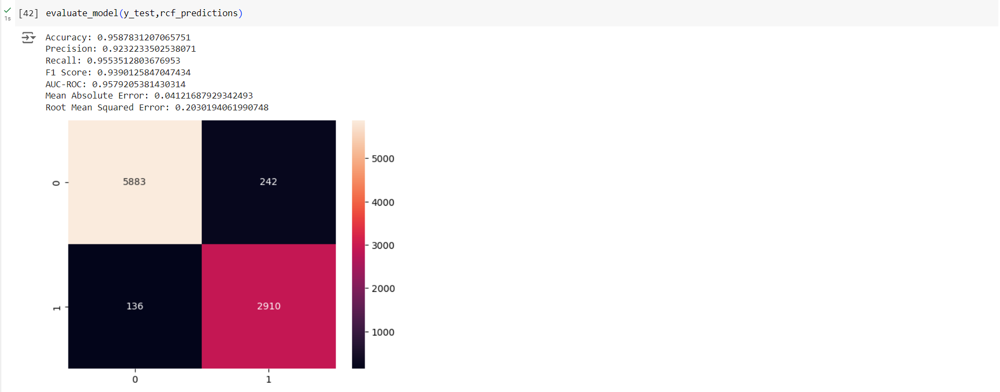 [42] evaluate_model(y_test,rcf_predictions)
1s
Accuracy: 0.9587831207065751
Precision: 0.9232233502538071
Recall: 0.9553512803676953
F1 Score: 0.9390125847047434
AUC-ROC: 0.9579205381430314
Mean Absolute Error: 0.04121687929342493
Root Mean Squared Error: 0.2030194061990748
5000
0 5883 242
4000
3000
2000
1 136 2910
1000
0 1